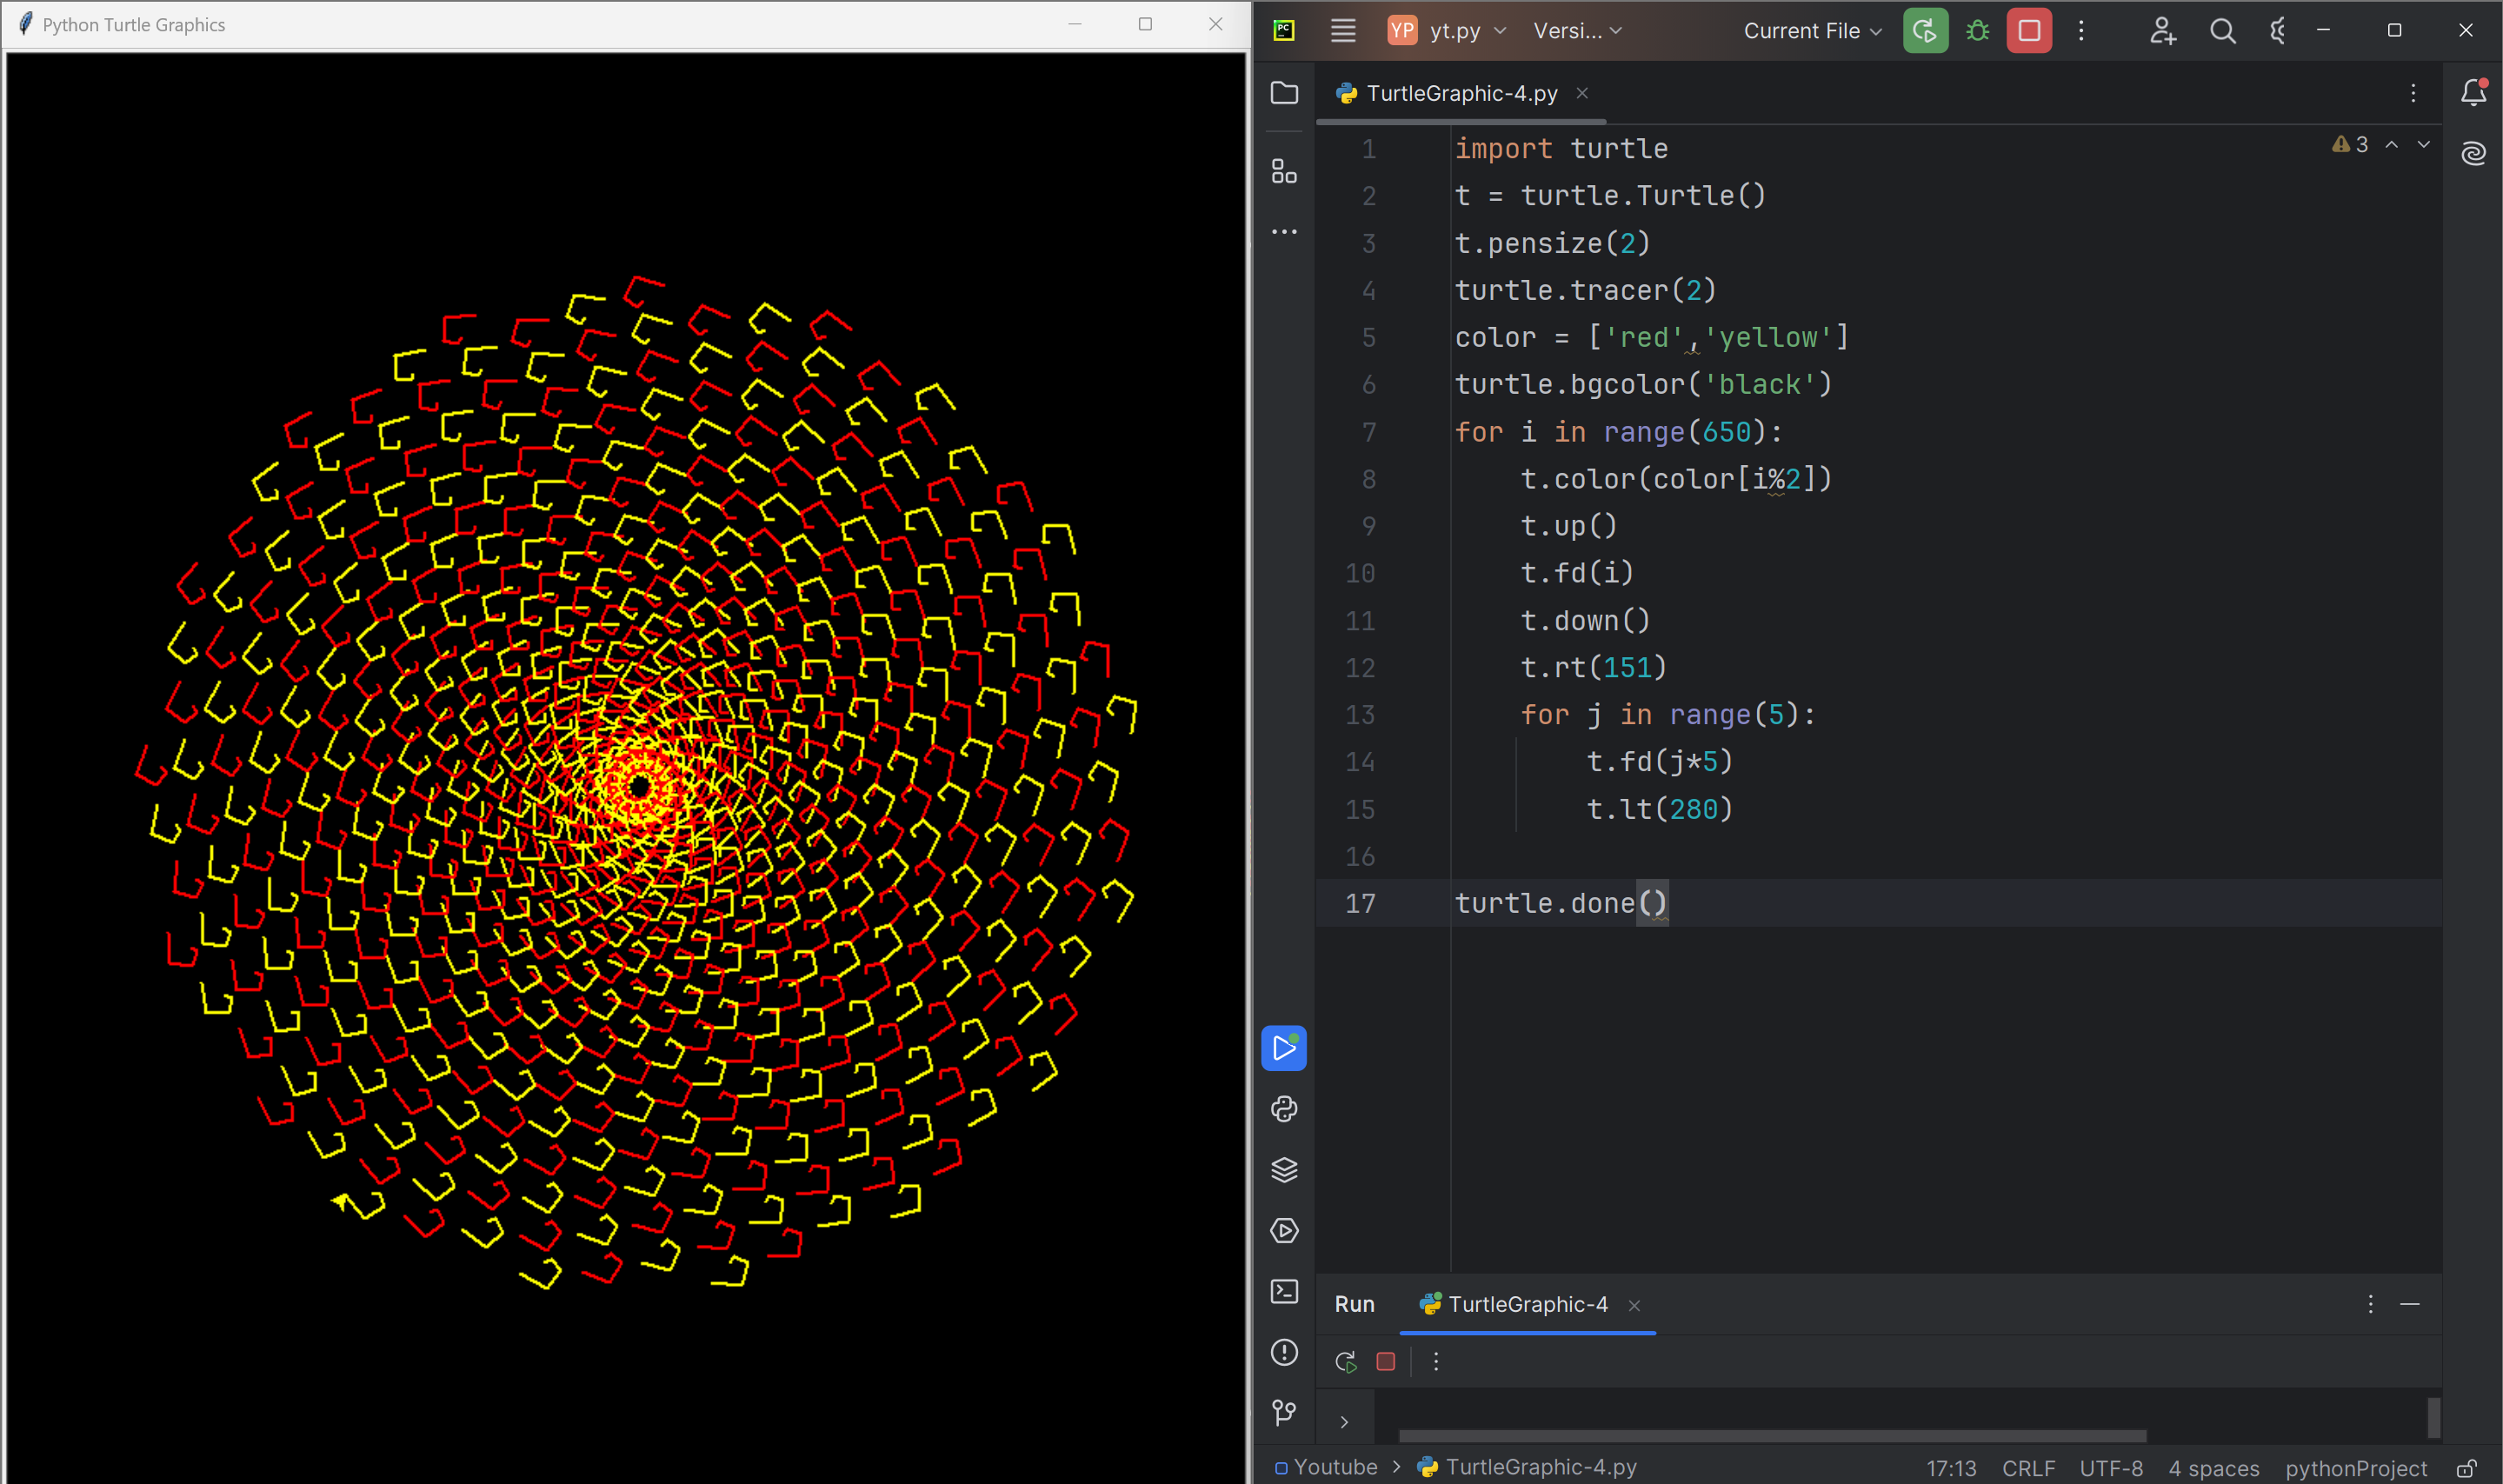 Python Turtle Graphics
PC YP yt.py Versi... Current File
TurtleGraphic-4.py
3
1 import turtle
2 t = turtle.Turtle()
3 t.pensize(2)
4 turtle.tracer(2)
5 color = ['red','yellow']
6 turtle.bgcolor('black')
7 for i in range(650):
8     t.color(color[i%2])
9     t.up()
10     t.fd(i)
11     t.down()
12     t.rt(151)
13     for j in range(5):
14         t.fd(j*5)
15         t.lt(280)
16
17 turtle.done()
Run TurtleGraphic-4
Youtube > TurtleGraphic-4.py 17:13 CRLF UTF-8 4 spaces pythonProject